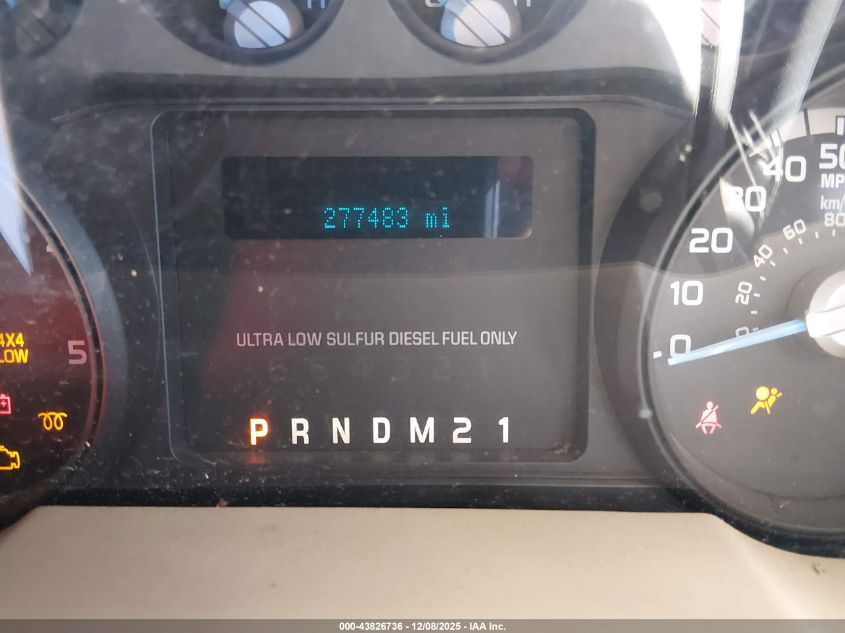 H
H
277483 mi
ULTRA LOW SULFUR DIESEL FUEL ONLY
P R N D M 2 1
4X4
LOW
5
0
10
20
30
40
50
MP
km/
0
20
40
60
80
000-43826736 - 12/08/2025 - IAA Inc.